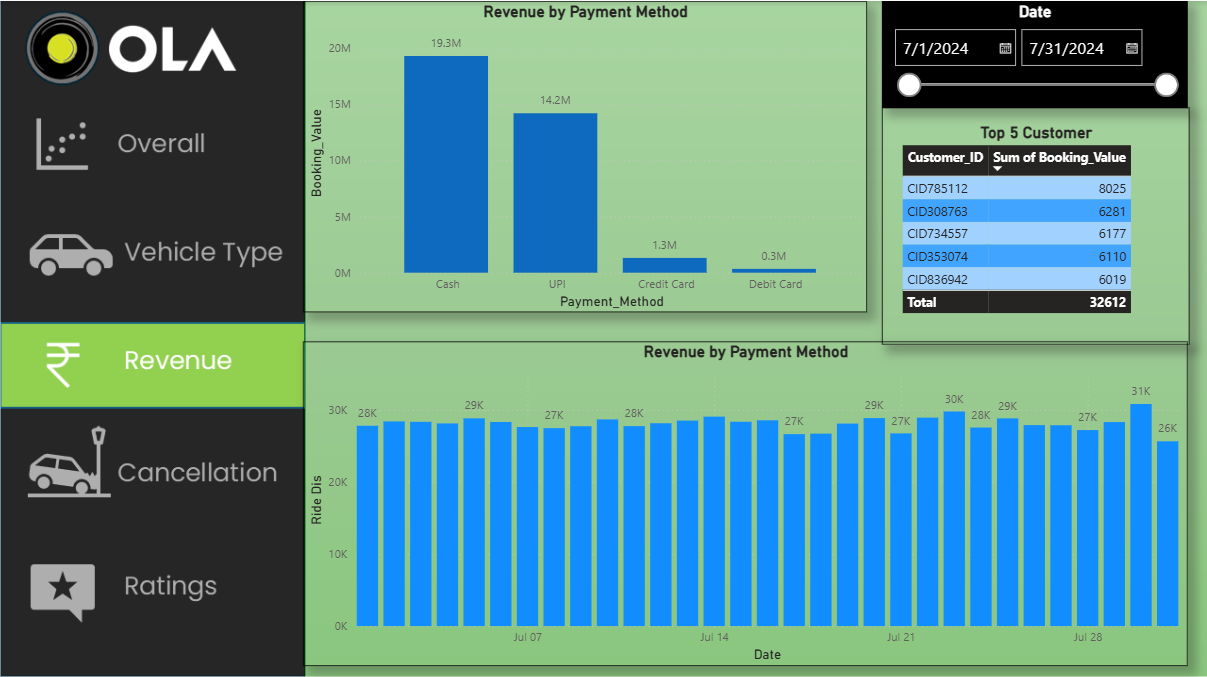 OLA
Overall
Vehicle Type
₹ Revenue
Cancellation
Ratings
Revenue by Payment Method
Booking_Value
20M
15M
10M
5M
0M
19.3M
14.2M
1.3M
0.3M
Cash UPI Credit Card Debit Card
Payment_Method
Date
7/1/2024 7/31/2024
Top 5 Customer
Customer_ID Sum of Booking_Value
CID785112 8025
CID308763 6281
CID734557 6177
CID353074 6110
CID836942 6019
Total 32612
Revenue by Payment Method
Ride Dis
30K
20K
10K
0K
28K 29K 27K 28K 27K 29K 27K 30K 28K 29K 27K 31K 26K
Jul 07 Jul 14 Jul 21 Jul 28
Date